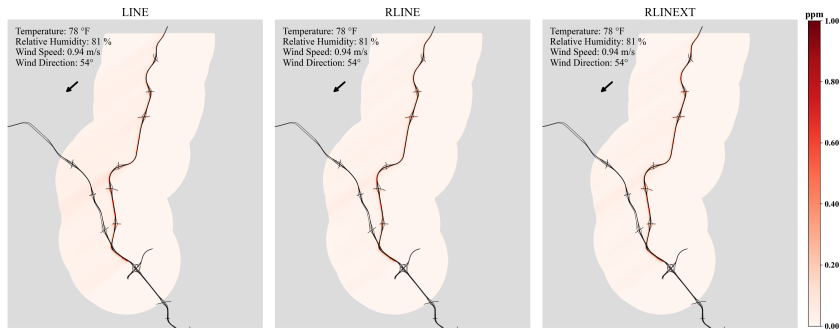 LINE
Temperature: 78 °F
Relative Humidity: 81 %
Wind Speed: 0.94 m/s
Wind Direction: 54°
RLINE
Temperature: 78 °F
Relative Humidity: 81 %
Wind Speed: 0.94 m/s
Wind Direction: 54°
RLINEXT
Temperature: 78 °F
Relative Humidity: 81 %
Wind Speed: 0.94 m/s
Wind Direction: 54°
ppm
1.00
0.80
0.60
0.40
0.20
0.00